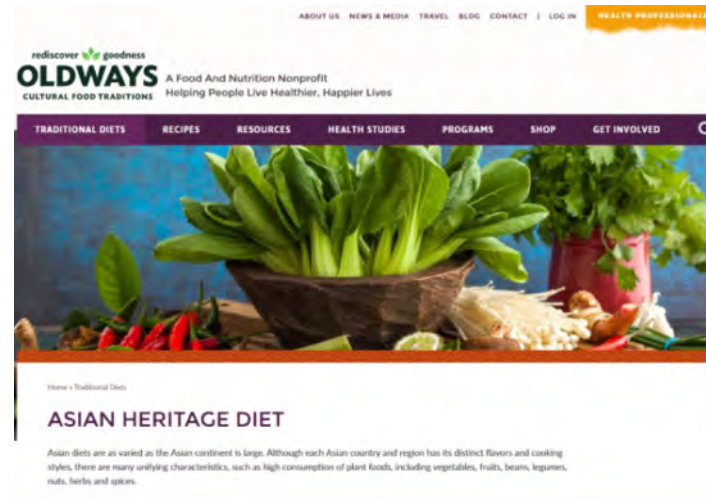 ABOUT US NEWS & MEDIA TRAVEL BLOG CONTACT | LOG IN HEALTH PROFESSIONALS
rediscover goodness
OLDWAYS
CULTURAL FOOD TRADITIONS
A Food And Nutrition Nonprofit
Helping People Live Healthier, Happier Lives
TRADITIONAL DIETS RECIPES RESOURCES HEALTH STUDIES PROGRAMS SHOP GET INVOLVED
Home » Traditional Diets
ASIAN HERITAGE DIET
Asian diets are as varied as the Asian continent is large. Although each Asian country and region has its distinct flavors and cooking
styles, there are many unifying characteristics, such as high consumption of plant foods, including vegetables, fruits, beans, legumes,
nuts, herbs and spices.